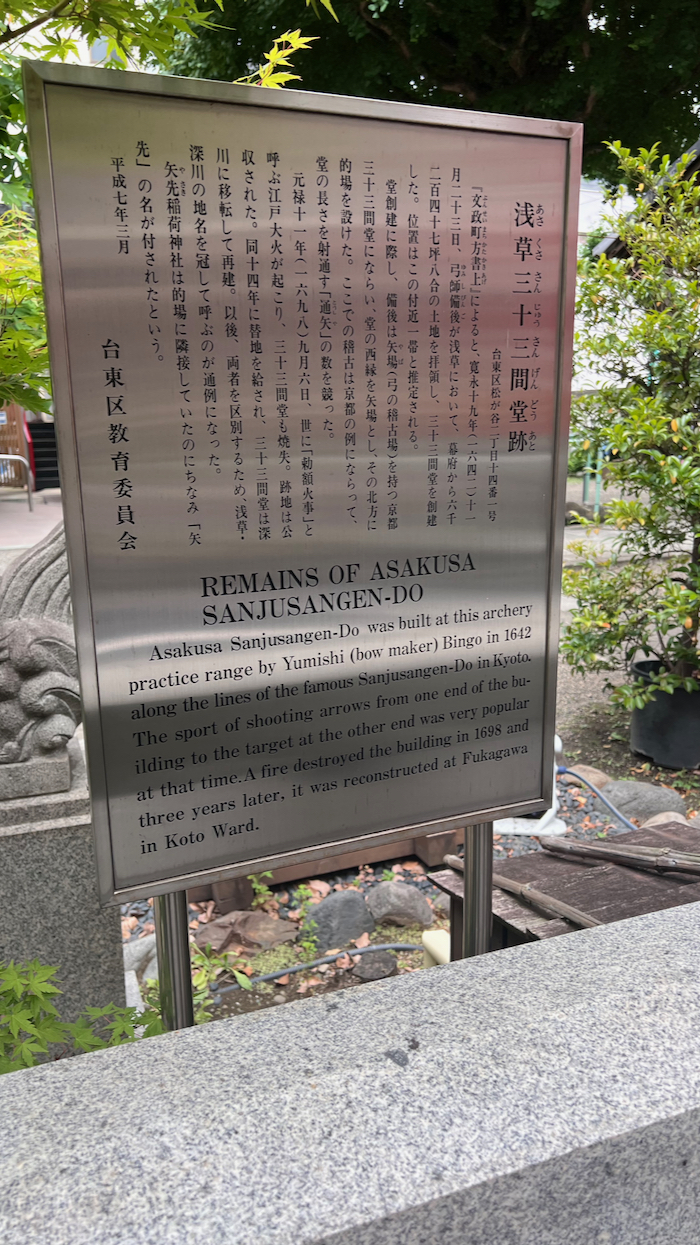 浅草三十三間堂跡
台東区松が谷二丁目十四番一号
『文政町方書上』によると、寛永十九年（一六四二）十一
月二十三日、弓師備後が浅草において、幕府から六千
二百四十七坪八合の土地を拝領し、三十三間堂を創建
した。位置はこの付近一帯と推定される。
堂創建に際し、備後は矢場（弓の稽古場）を持つ京都
三十三間堂にならい、堂の西縁を矢場とし、その北方に
的場を設けた。ここでの稽古は京都の例にならって、
堂の長さを射通す「通矢」の数を競った。
元禄十一年（一六九八）九月六日、世に「勅額火事」と
呼ぶ江戸大火が起こり、三十三間堂も焼失。跡地は公
収された。同十四年に替地を給され、三十三間堂は深
川に移転して再建。以後、両者を区別するため、浅草・
深川の地名を冠して呼ぶのが通例になった。
矢先稲荷神社は的場に隣接していたのにちなみ「矢
先」の名が付されたという。
平成七年三月
台東区教育委員会
REMAINS OF ASAKUSA
SANJUSANGEN-DO
Asakusa Sanjusangen-Do was built at this archery
practice range by Yumishi (bow maker) Bingo in 1642
along the lines of the famous Sanjusangen-Do in Kyoto.
The sport of shooting arrows from one end of the bu-
ilding to the target at the other end was very popular
at that time. A fire destroyed the building in 1698 and
three years later, it was reconstructed at Fukagawa
in Koto Ward.